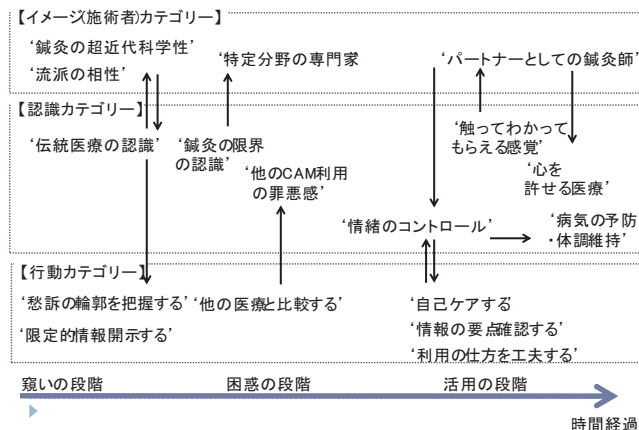 【イメージ(施術者)カテゴリー】
‘鍼灸の超近代科学性’
‘流派の相性’
‘特定分野の専門家’
‘パートナーとしての鍼灸師’
【認識カテゴリー】
‘伝統医療の認識’
‘鍼灸の限界
の認識’
‘他のCAM利用
の罪悪感’
‘触ってわかって
もらえる感覚’
‘心を
許せる医療’
‘情緒のコントロール’
‘病気の予防
・体調維持’
【行動カテゴリー】
‘愁訴の輪郭を把握する’
‘限定的情報開示する’
‘他の医療と比較する’
‘自己ケアする’
‘情報の要点確認する’
‘利用の仕方を工夫する’
窺いの段階
困惑の段階
活用の段階
時間経過